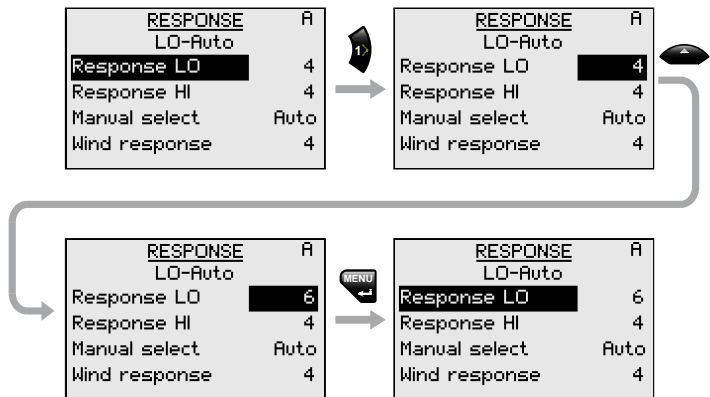 RESPONSE A
LO-Auto
Response LO 4
Response HI 4
Manual select Auto
Wind response 4
1
RESPONSE A
LO-Auto
Response LO 4
Response HI 4
Manual select Auto
Wind response 4
RESPONSE A
LO-Auto
Response LO 6
Response HI 4
Manual select Auto
Wind response 4
MENU
RESPONSE A
LO-Auto
Response LO 6
Response HI 4
Manual select Auto
Wind response 4